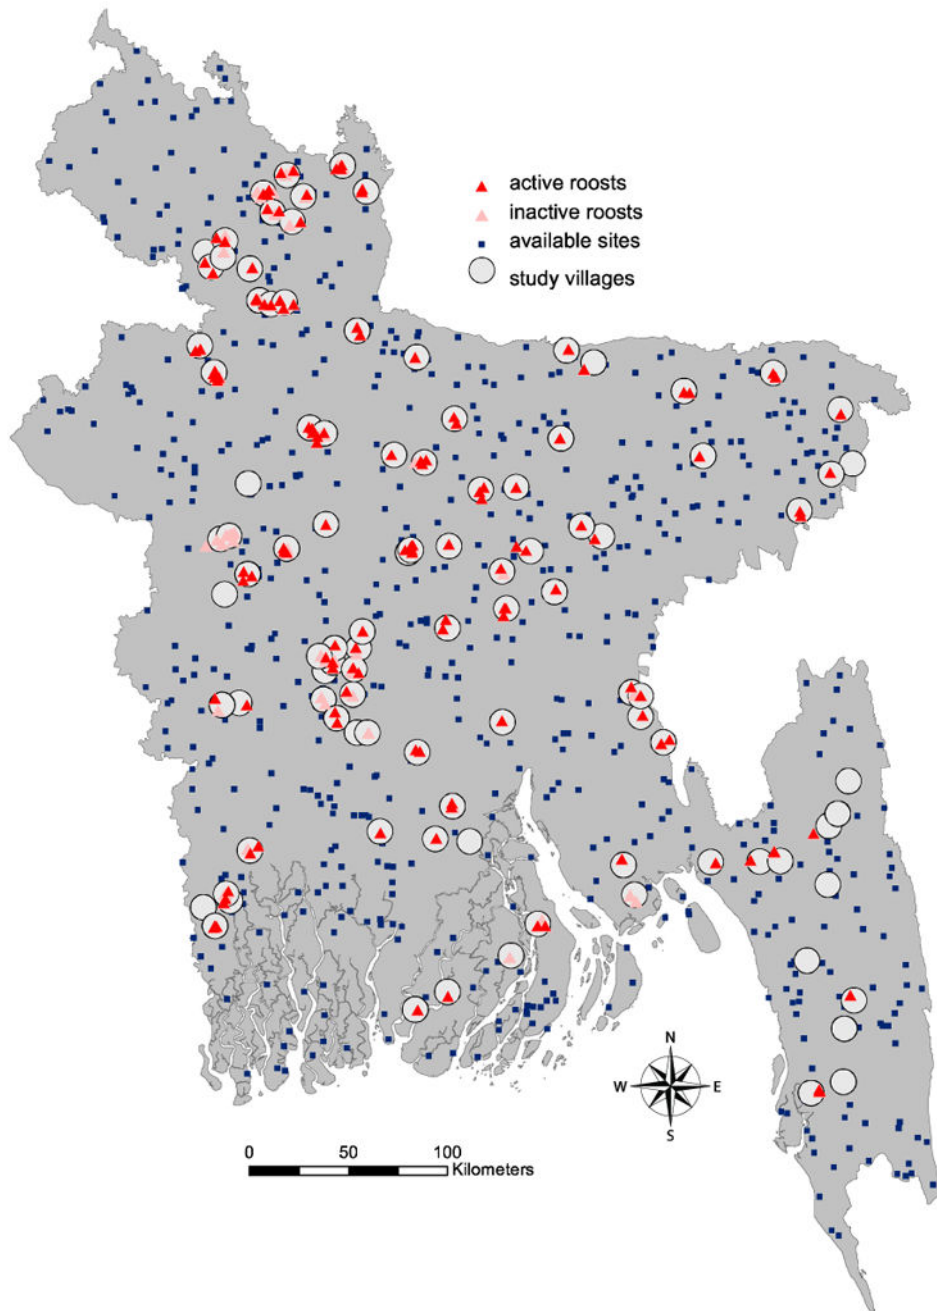 active roosts
inactive roosts
available sites
study villages
N
W E
S
0 50 100
Kilometers